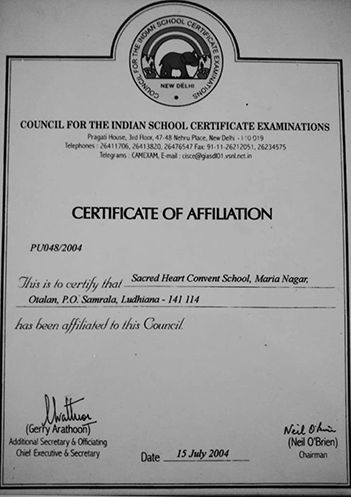 COUNCIL FOR THE INDIAN SCHOOL CERTIFICATE EXAMINATIONS
NEW DELHI
COUNCIL FOR THE INDIAN SCHOOL CERTIFICATE EXAMINATIONS
Pragati House, 3rd Floor, 47-48 Nehru Place, New Delhi - 110 019
Telephones : 26411706, 26413820, 26476547 Fax: 91-11-26212051, 26234575
Telegrams : CAMEXAM, E-mail : cisce@giasdl01.vsnl.net.in
CERTIFICATE OF AFFILIATION
PU048/2004
This is to certify that Sacred Heart Convent School, Maria Nagar,
Otalan, P.O. Samrala, Ludhiana - 141 114
has been affiliated to this Council.
(Gerry Arathoon)
Additional Secretary & Officiating
Chief Executive & Secretary
Neil O'Brien
(Neil O'Brien)
Chairman
Date 15 July 2004